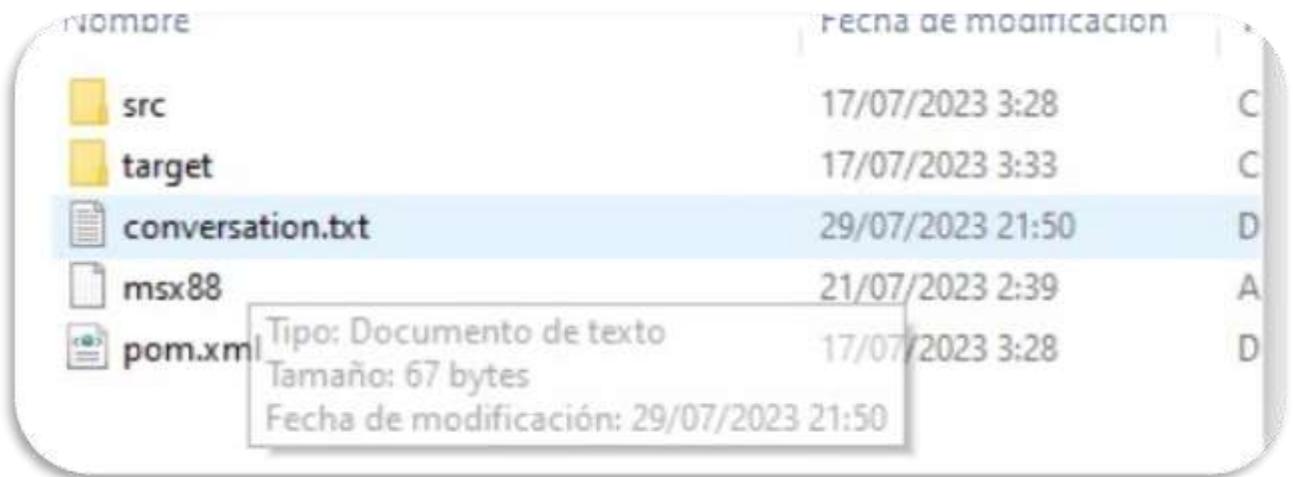 Nombre Fecha de modificación
src 17/07/2023 3:28 C
target 17/07/2023 3:33 C
conversation.txt 29/07/2023 21:50 D
msx88 21/07/2023 2:39 A
pom.xml 17/07/2023 3:28 D
Tipo: Documento de texto
Tamaño: 67 bytes
Fecha de modificación: 29/07/2023 21:50